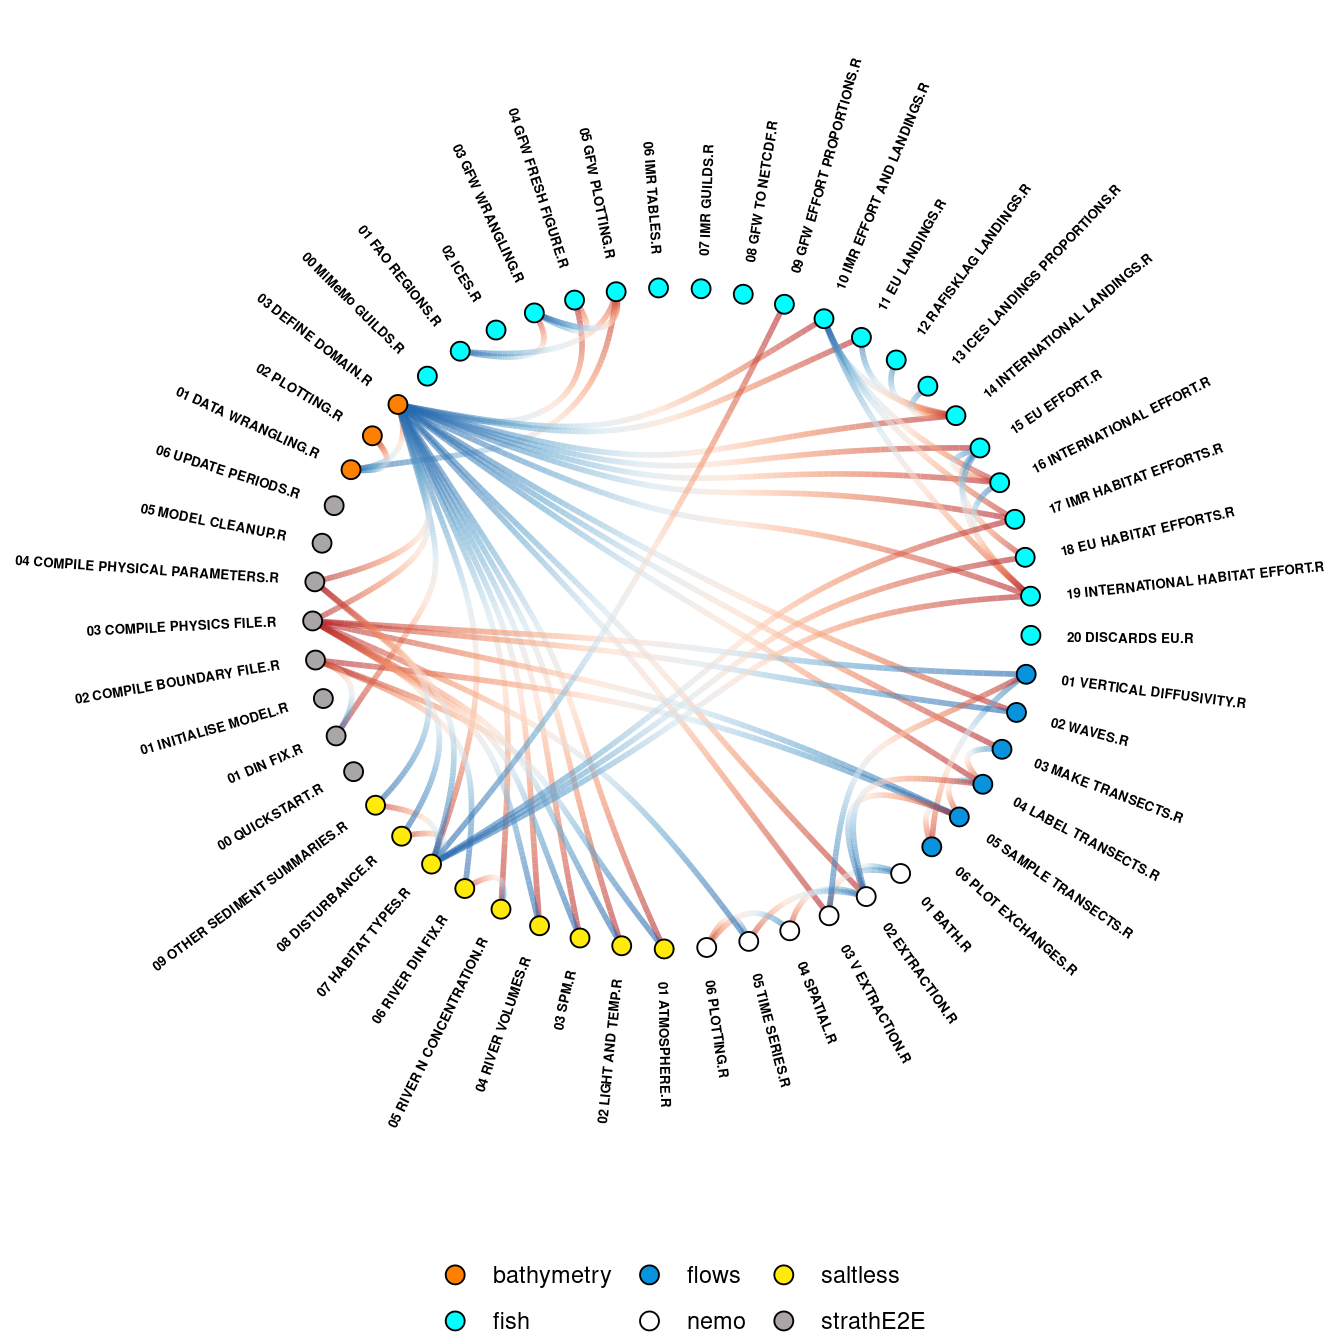 00 MiMeMo GUILDS.R
01 FAO REGIONS.R
02 ICES.R
03 GFW WRANGLING.R
04 GFW FRESH FIGURE.R
05 GFW PLOTTING.R
06 IMR TABLES.R
07 IMR GUILDS.R
08 GFW TO NETCDF.R
09 GFW EFFORT PROPORTIONS.R
10 IMR EFFORT AND LANDINGS.R
11 EU LANDINGS.R
12 RAFISKLAG LANDINGS.R
13 ICES LANDINGS PROPORTIONS.R
14 INTERNATIONAL LANDINGS.R
15 EU EFFORT.R
16 INTERNATIONAL EFFORT.R
17 IMR HABITAT EFFORTS.R
18 EU HABITAT EFFORTS.R
19 INTERNATIONAL HABITAT EFFORT.R
20 DISCARDS EU.R
01 VERTICAL DIFFUSIVITY.R
02 WAVES.R
03 MAKE TRANSECTS.R
04 LABEL TRANSECTS.R
05 SAMPLE TRANSECTS.R
06 PLOT EXCHANGES.R
01 BATH.R
02 EXTRACTION.R
03 V EXTRACTION.R
04 SPATIAL.R
05 TIME SERIES.R
06 PLOTTING.R
01 ATMOSPHERE.R
02 LIGHT AND TEMP.R
03 SPM.R
04 RIVER VOLUMES.R
05 RIVER N CONCENTRATION.R
06 RIVER DIN FIX.R
07 HABITAT TYPES.R
08 DISTURBANCE.R
09 OTHER SEDIMENT SUMMARIES.R
00 QUICKSTART.R
01 DIN FIX.R
01 INITIALISE MODEL.R
02 COMPILE BOUNDARY FILE.R
03 COMPILE PHYSICS FILE.R
04 COMPILE PHYSICAL PARAMETERS.R
05 MODEL CLEANUP.R
06 UPDATE PERIODS.R
01 DATA WRANGLING.R
02 PLOTTING.R
03 DEFINE DOMAIN.R
bathymetry
flows
saltless
fish
nemo
strathE2E